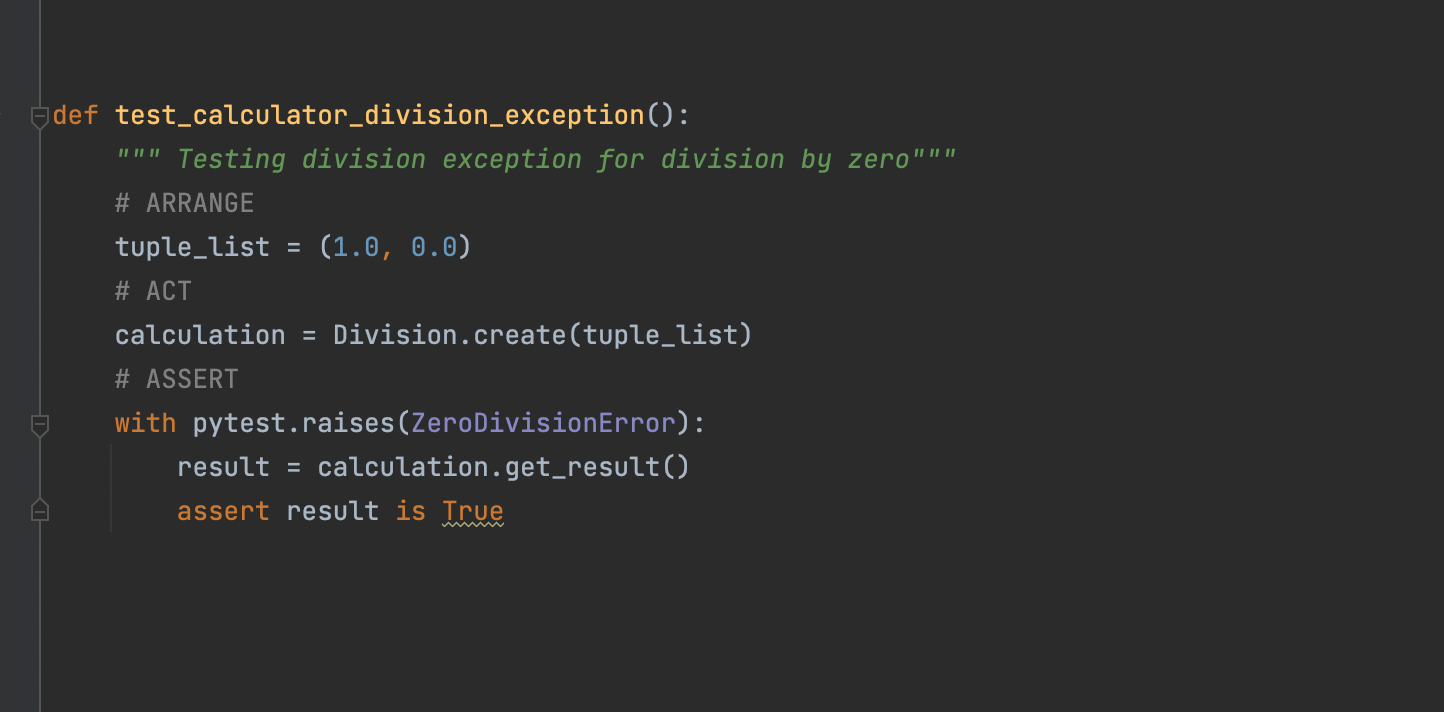 def test_calculator_division_exception():
    """ Testing division exception for division by zero"""
    # ARRANGE
    tuple_list = (1.0, 0.0)
    # ACT
    calculation = Division.create(tuple_list)
    # ASSERT
    with pytest.raises(ZeroDivisionError):
        result = calculation.get_result()
        assert result is True